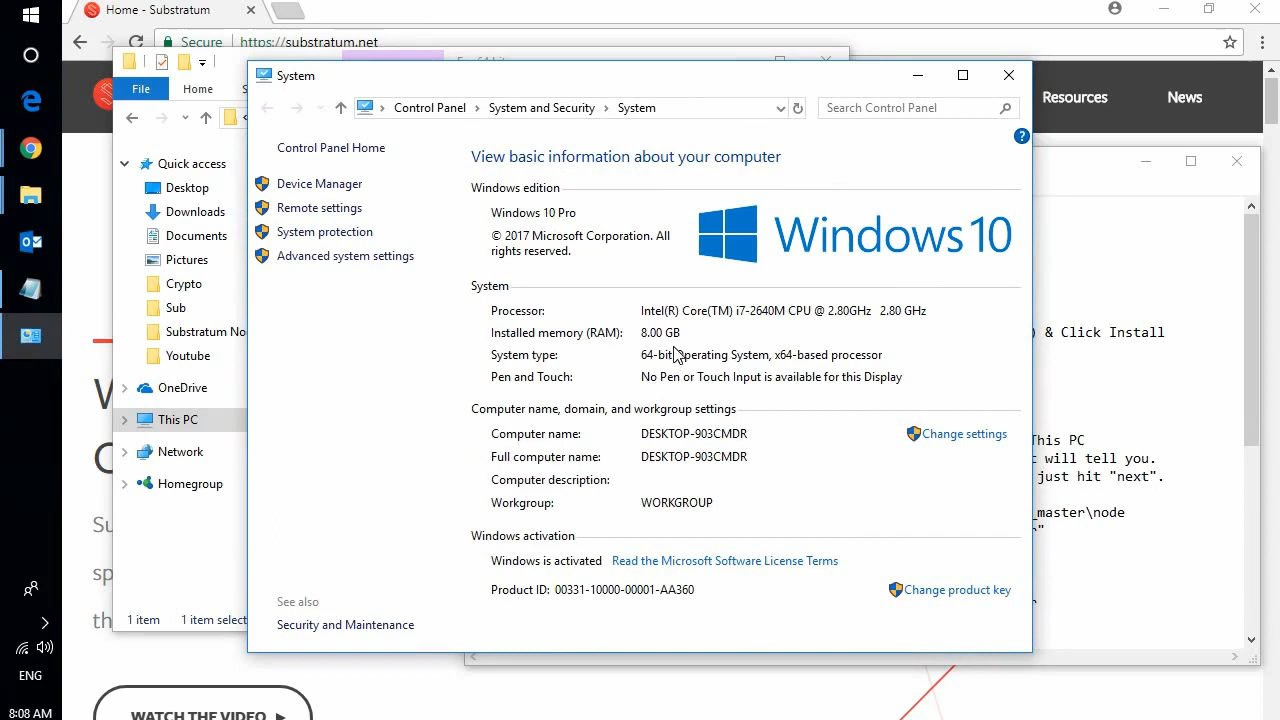 Home - Substratum
Secure
https://substratum.net
File
Home
Resources
News
Quick access
Desktop
Downloads
Documents
Pictures
Crypto
Sub
Substratum No
Youtube
OneDrive
This PC
Network
Homegroup
1 item
1 item select
System
Control Panel
System and Security
System
Search Control Panel
Control Panel Home
Device Manager
Remote settings
System protection
Advanced system settings
See also
Security and Maintenance
View basic information about your computer
Windows edition
Windows 10 Pro
© 2017 Microsoft Corporation. All
rights reserved.
Windows 10
System
Processor: Intel(R) Core(TM) i7-2640M CPU @ 2.80GHz 2.80 GHz
Installed memory (RAM): 8.00 GB
System type: 64-bit Operating System, x64-based processor
Pen and Touch: No Pen or Touch Input is available for this Display
Computer name, domain, and workgroup settings
Computer name: DESKTOP-903CMDR
Change settings
Full computer name: DESKTOP-903CMDR
Computer description:
Workgroup: WORKGROUP
Windows activation
Windows is activated Read the Microsoft Software License Terms
Product ID: 00331-10000-00001-AA360
Change product key
) & Click Install
This PC
t will tell you.
just hit "next".
_master\node
W
Su
sp
th
WATCH THE VIDEO
ENG
8:08 AM